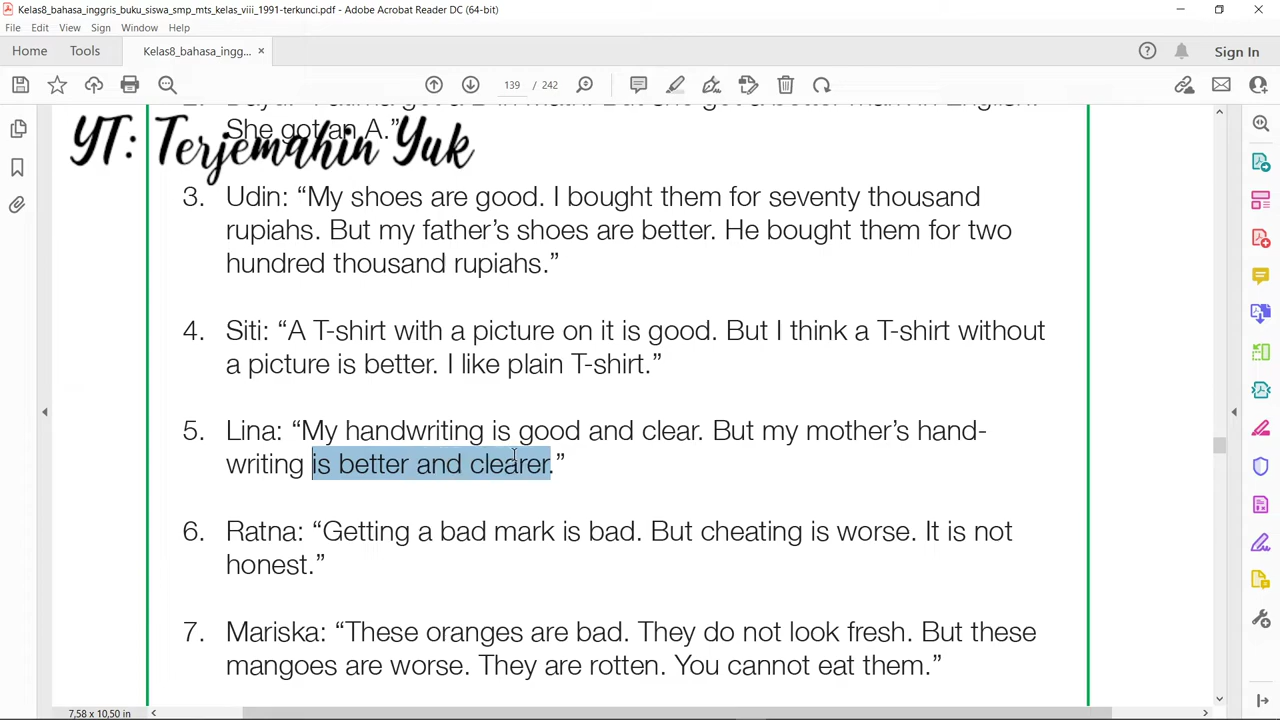 Kelas8_bahasa_inggris_buku_siswa_smp_mts_kelas_viii_1991-terkunci.pdf - Adobe Acrobat Reader DC (64-bit)
File Edit View Sign Window Help
Home Tools Kelas8_bahasa_ingg... × Sign In
139 / 242
She got an A.”
YT: Terjemahin Yuk
3. Udin: “My shoes are good. I bought them for seventy thousand
rupiahs. But my father’s shoes are better. He bought them for two
hundred thousand rupiahs.”
4. Siti: “A T-shirt with a picture on it is good. But I think a T-shirt without
a picture is better. I like plain T-shirt.”
5. Lina: “My handwriting is good and clear. But my mother’s hand-
writing is better and clearer.”
6. Ratna: “Getting a bad mark is bad. But cheating is worse. It is not
honest.”
7. Mariska: “These oranges are bad. They do not look fresh. But these
mangoes are worse. They are rotten. You cannot eat them.”
7,58 x 10,50 in